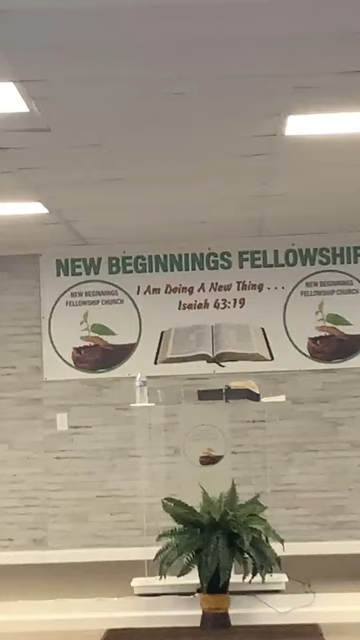 NEW BEGINNINGS FELLOWSHIP
I Am Doing A New Thing . . .
Isaiah 43:19
NEW BEGINNINGS
FELLOWSHIP CHURCH
NEW BEGINNINGS
FELLOWSHIP CHURCH